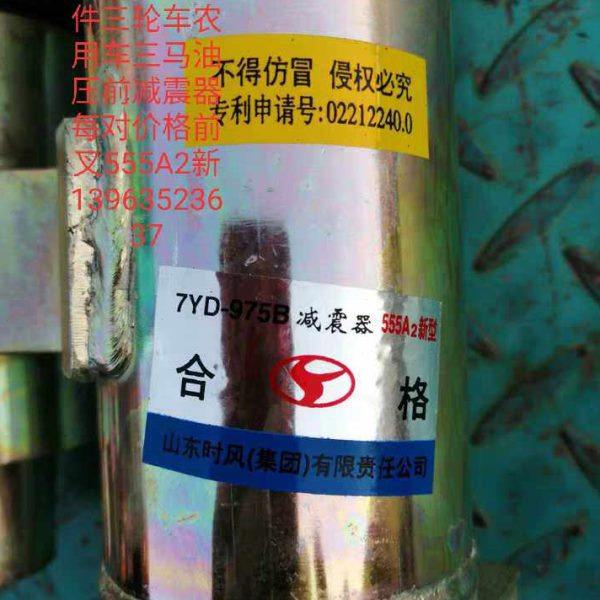 件三轮车农
用车三马油
压前减震器
每对价格前
叉555A2新
139635236
37
不得仿冒 侵权必究
专利申请号:02212240.0
7YD-975B 减震器 555A2新型
合 格
山东时风(集团)有限责任公司